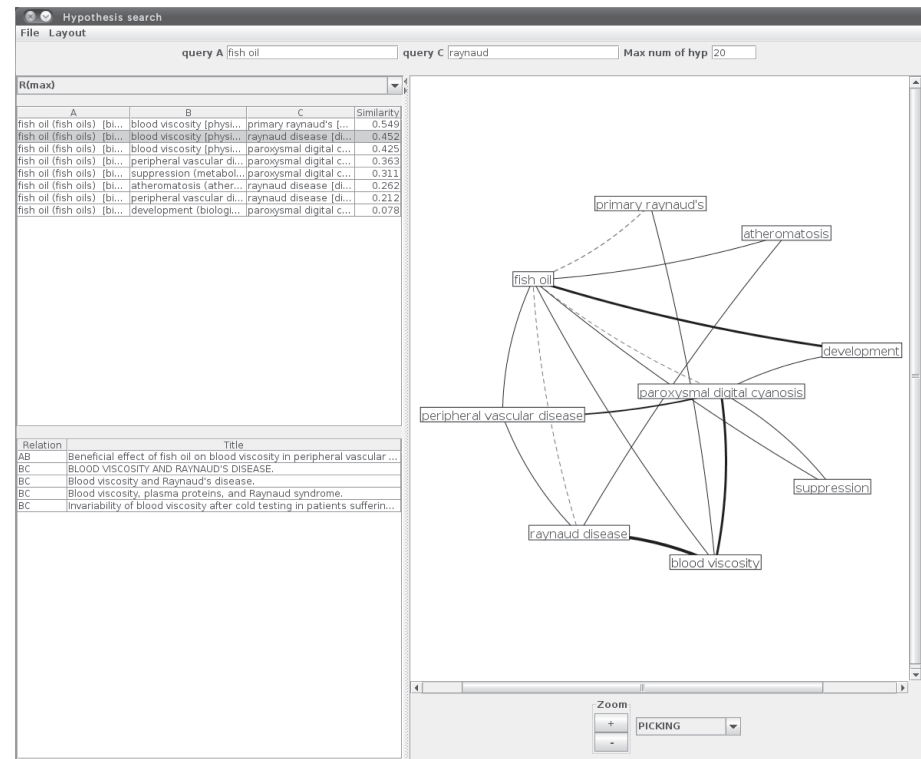 Hypothesis search
File Layout
query A fish oil query C raynaud Max num of hyp 20
R(max)
A B C Similarity
fish oil (fish oils) [bi... blood viscosity [physi... primary raynaud's [... 0.549
fish oil (fish oils) [bi... blood viscosity [physi... raynaud disease [di... 0.452
fish oil (fish oils) [bi... blood viscosity [physi... paroxysmal digital c... 0.425
fish oil (fish oils) [bi... peripheral vascular di... paroxysmal digital c... 0.363
fish oil (fish oils) [bi... suppression (metabol... paroxysmal digital c... 0.311
fish oil (fish oils) [bi... atheromatosis (ather... raynaud disease [di... 0.262
fish oil (fish oils) [bi... peripheral vascular di... raynaud disease [di... 0.212
fish oil (fish oils) [bi... development (biologi... paroxysmal digital c... 0.078
Relation Title
AB Beneficial effect of fish oil on blood viscosity in peripheral vascular ...
BC BLOOD VISCOSITY AND RAYNAUD'S DISEASE.
BC Blood viscosity and Raynaud's disease.
BC Blood viscosity, plasma proteins, and Raynaud syndrome.
BC Invariability of blood viscosity after cold testing in patients sufferin...
primary raynaud's
atheromatosis
fish oil
development
paroxysmal digital cyanosis
peripheral vascular disease
suppression
raynaud disease
blood viscosity
Zoom
+
PICKING
-